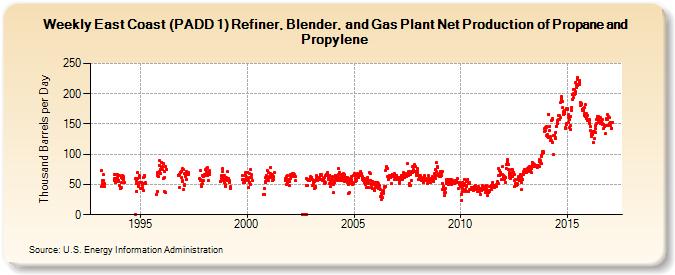 Weekly East Coast (PADD 1) Refiner, Blender, and Gas Plant Net Production of Propane and
Propylene
Thousand Barrels per Day
250
200
150
100
50
0
1995
2000
2005
2010
2015
Source: U.S. Energy Information Administration